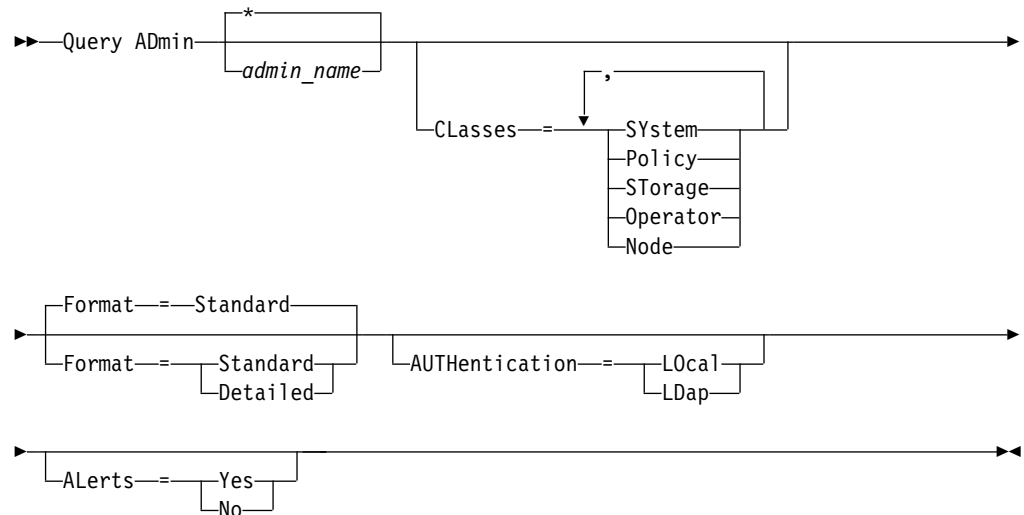 *
Query ADmin
admin_name
,
CLasses = SYstem
Policy
STorage
Operator
Node
Format = Standard
Format = Standard
Detailed
AUTHentication = LOcal
LDap
ALerts = Yes
No